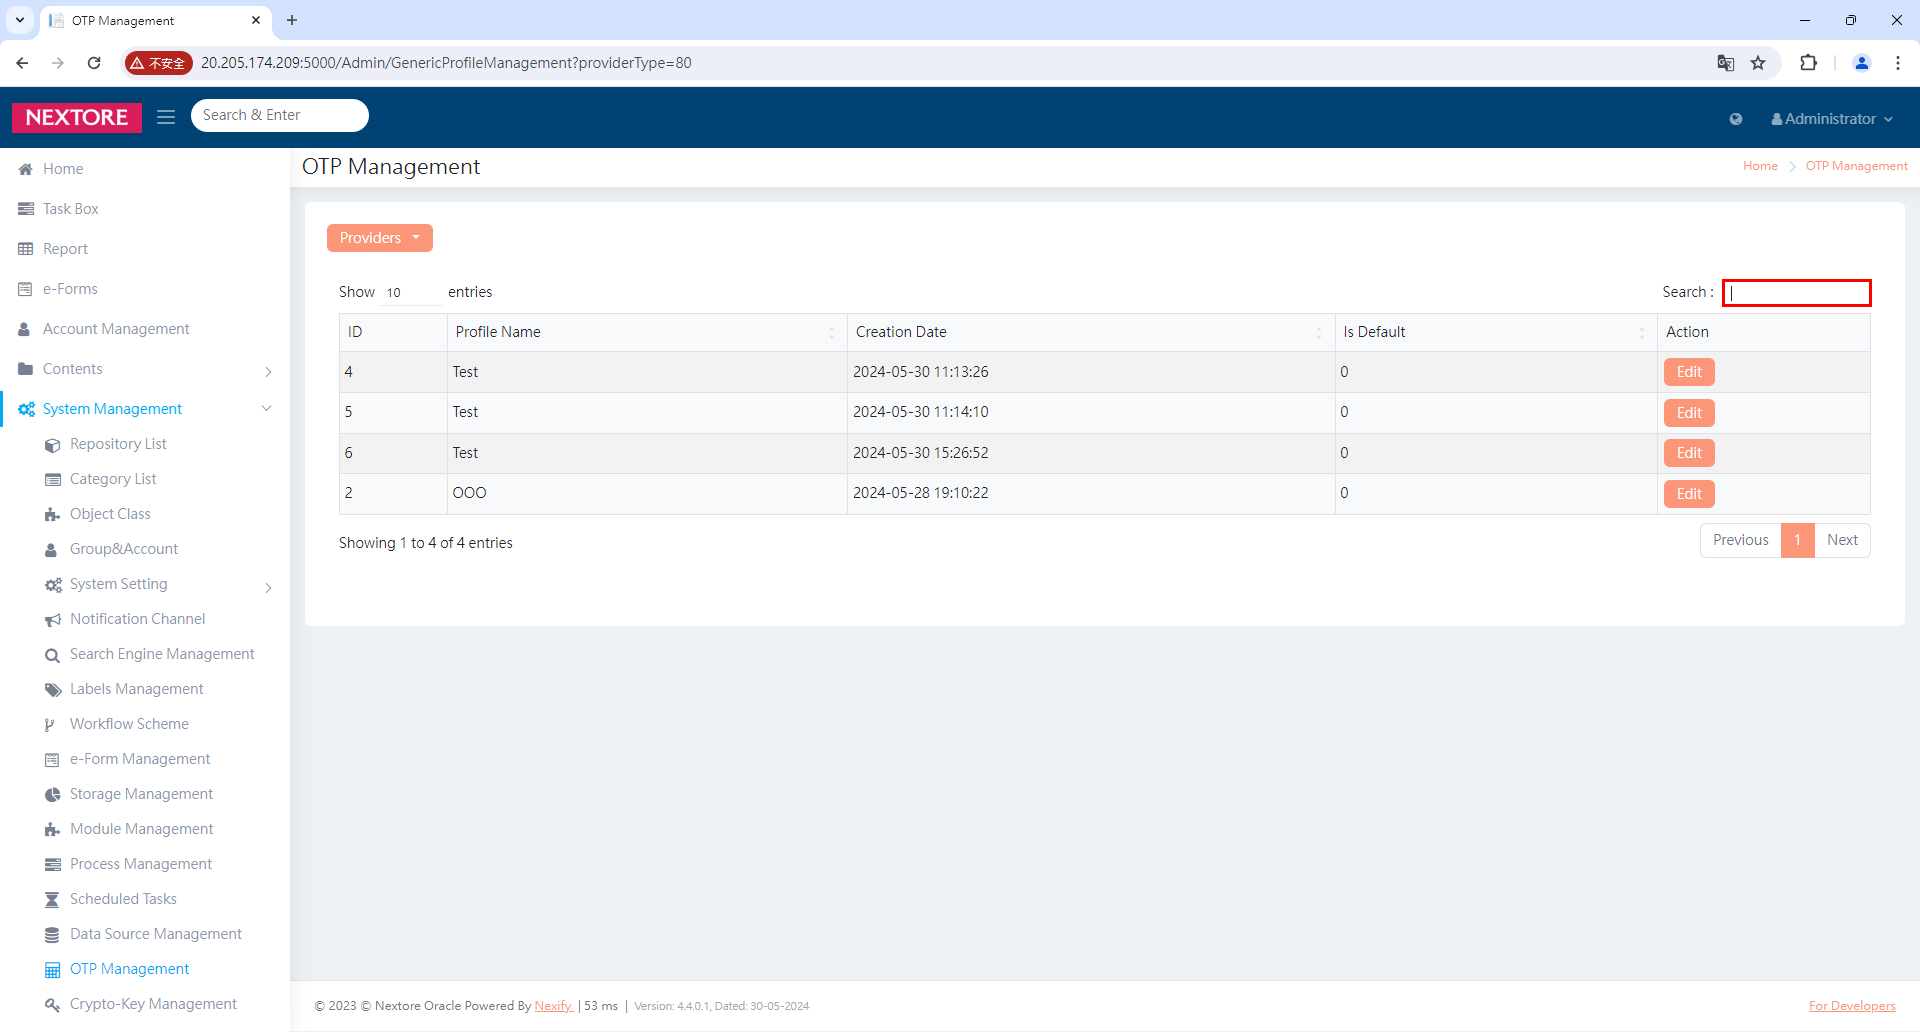 OTP Management
不安全
20.205.174.209:5000/Admin/GenericProfileManagement?providerType=80
NEXTORE
Search & Enter
Administrator
Home
Task Box
Report
e-Forms
Account Management
Contents
System Management
Repository List
Category List
Object Class
Group&Account
System Setting
Notification Channel
Search Engine Management
Labels Management
Workflow Scheme
e-Form Management
Storage Management
Module Management
Process Management
Scheduled Tasks
Data Source Management
OTP Management
Crypto-Key Management
OTP Management
Home > OTP Management
Providers
Show 10 entries
Search :
ID Profile Name Creation Date Is Default Action
4 Test 2024-05-30 11:13:26 0 Edit
5 Test 2024-05-30 11:14:10 0 Edit
6 Test 2024-05-30 15:26:52 0 Edit
2 OOO 2024-05-28 19:10:22 0 Edit
Showing 1 to 4 of 4 entries
Previous 1 Next
© 2023 © Nextore Oracle Powered By Nexify | 53 ms | Version: 4.4.0.1, Dated: 30-05-2024
For Developers